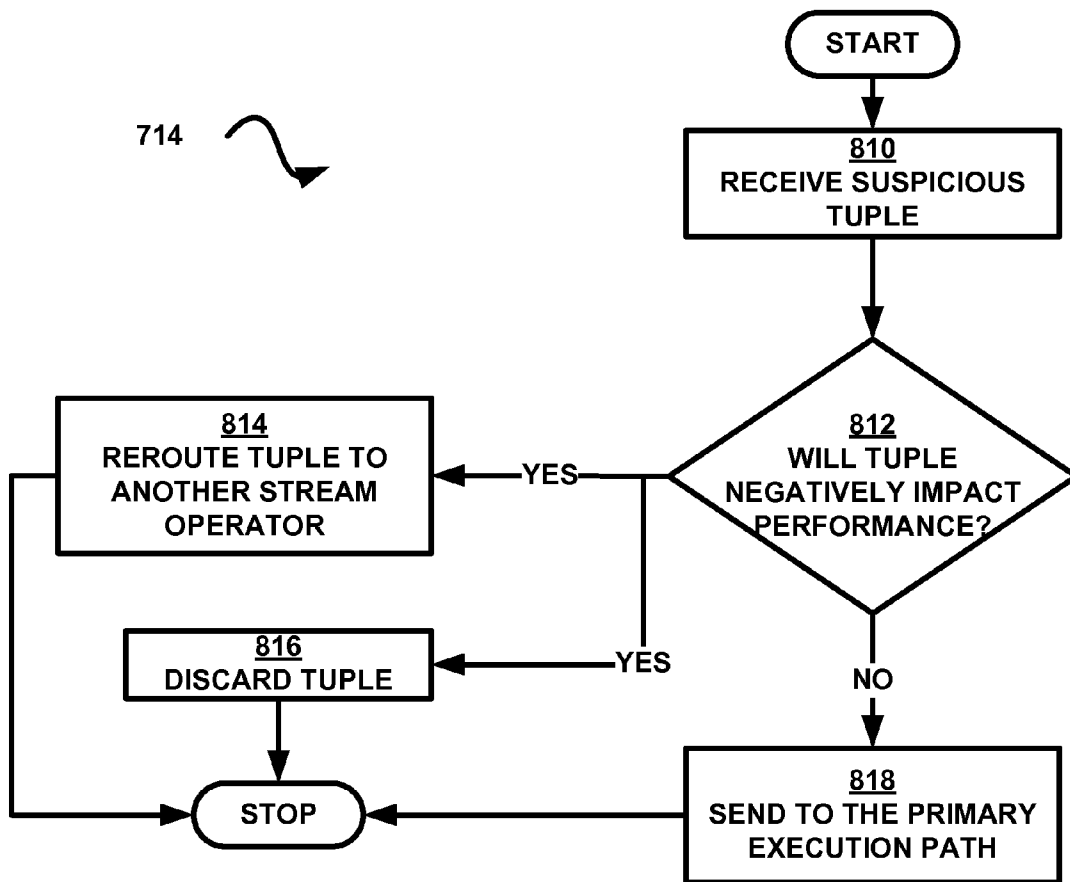 START
714
810
RECEIVE SUSPICIOUS
TUPLE
812
WILL TUPLE
NEGATIVELY IMPACT
PERFORMANCE?
YES
814
REROUTE TUPLE TO
ANOTHER STREAM
OPERATOR
YES
816
DISCARD TUPLE
NO
818
SEND TO THE PRIMARY
EXECUTION PATH
STOP